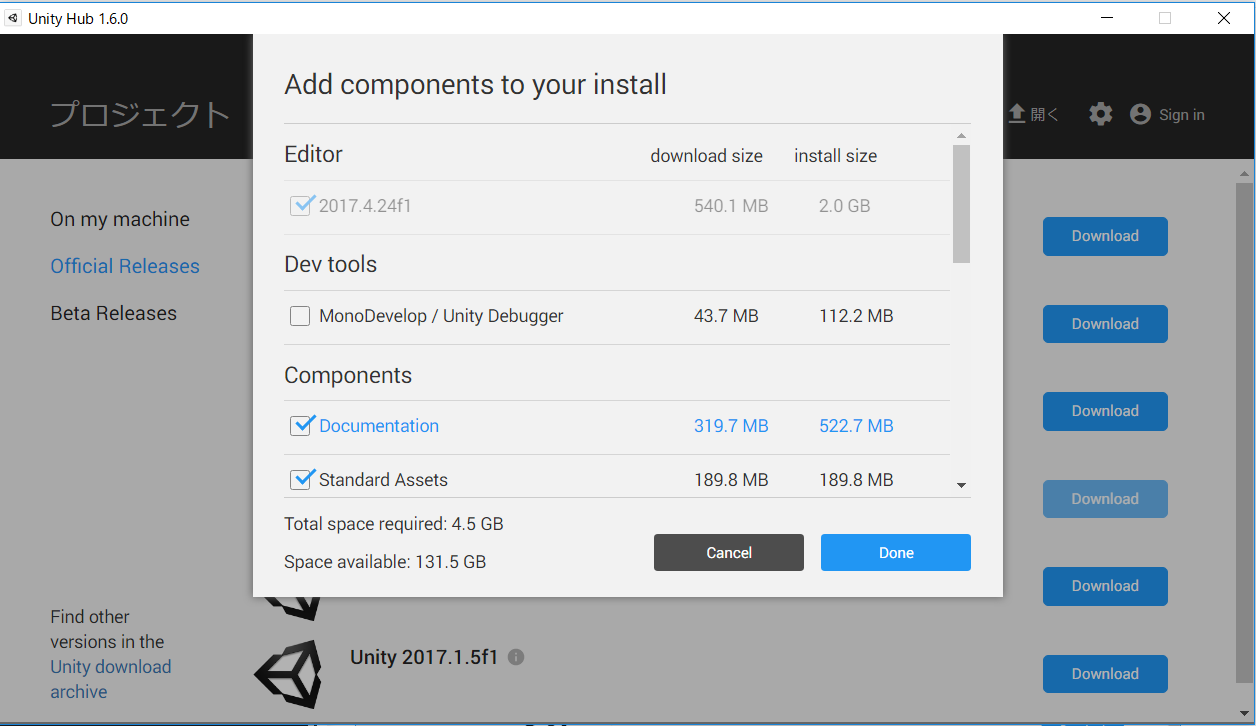 Unity Hub 1.6.0
プロジェクト
開く
Sign in
On my machine
Official Releases
Beta Releases
Find other
versions in the
Unity download
archive
Add components to your install
Editor download size install size
2017.4.24f1 540.1 MB 2.0 GB
Dev tools
MonoDevelop / Unity Debugger 43.7 MB 112.2 MB
Components
Documentation 319.7 MB 522.7 MB
Standard Assets 189.8 MB 189.8 MB
Total space required: 4.5 GB
Space available: 131.5 GB
Cancel Done
Download
Download
Download
Download
Download
Unity 2017.1.5f1
Download